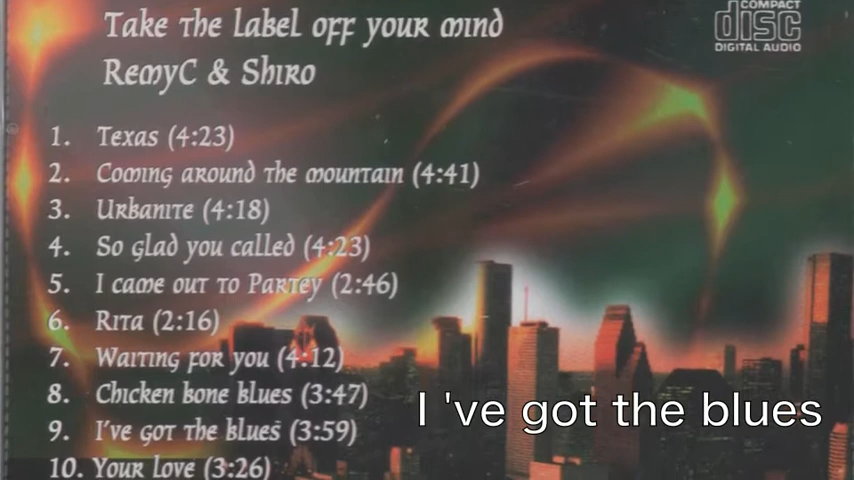 Take the label off your mind
RemyC & Shiro
COMPACT
disc
DIGITAL AUDIO
1. Texas (4:23)
2. Coming around the mountain (4:41)
3. Urbanite (4:18)
4. So glad you called (4:23)
5. I came out to Partey (2:46)
6. Rita (2:16)
7. Waiting for you (4:12)
8. Chicken bone blues (3:47)
9. I've got the blues (3:59)
10. Your love (3:26)
I 've got the blues